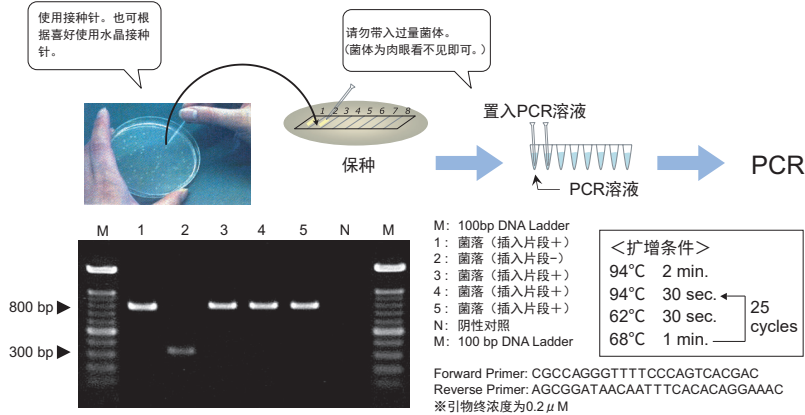 使用接种针。也可根
据喜好使用水晶接种
针。
请勿带入过量菌体。
(菌体为肉眼看不见即可。)
1 2 3 4 5 6 7 8
保种
置入PCR溶液
PCR溶液
PCR
M 1 2 3 4 5 N M
800 bp
300 bp
M：100bp DNA Ladder
1：菌落（插入片段＋）
2：菌落（插入片段−）
3：菌落（插入片段＋）
4：菌落（插入片段＋）
5：菌落（插入片段＋）
N：阴性对照
M：100 bp DNA Ladder
＜扩增条件＞
94℃ 2 min.
94℃ 30 sec.
62℃ 30 sec.
68℃ 1 min.
25
cycles
Forward Primer: CGCCAGGGTTTTCCCAGTCACGAC
Reverse Primer: AGCGGATAACAATTTCACACAGGAAAC
※引物终浓度为0.2μM